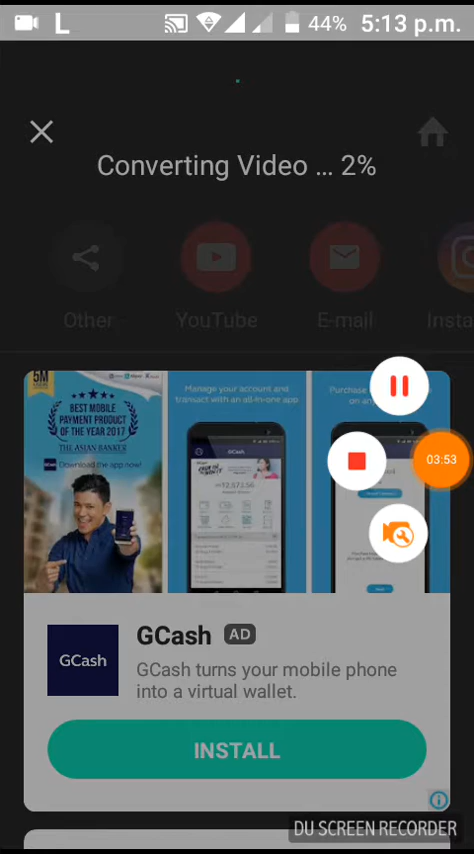 L 44% 5:13 p.m.
Converting Video ... 2%
Other YouTube E-mail Insta
5M
BEST MOBILE
PAYMENT PRODUCT
OF THE YEAR 2017
THE ASIAN BANKER
Download the app now!
Manage your account and
transact with an all-in-one app
GCash
Purchase
on an
03:53
GCash
GCash AD
GCash turns your mobile phone
into a virtual wallet.
INSTALL
DU SCREEN RECORDER